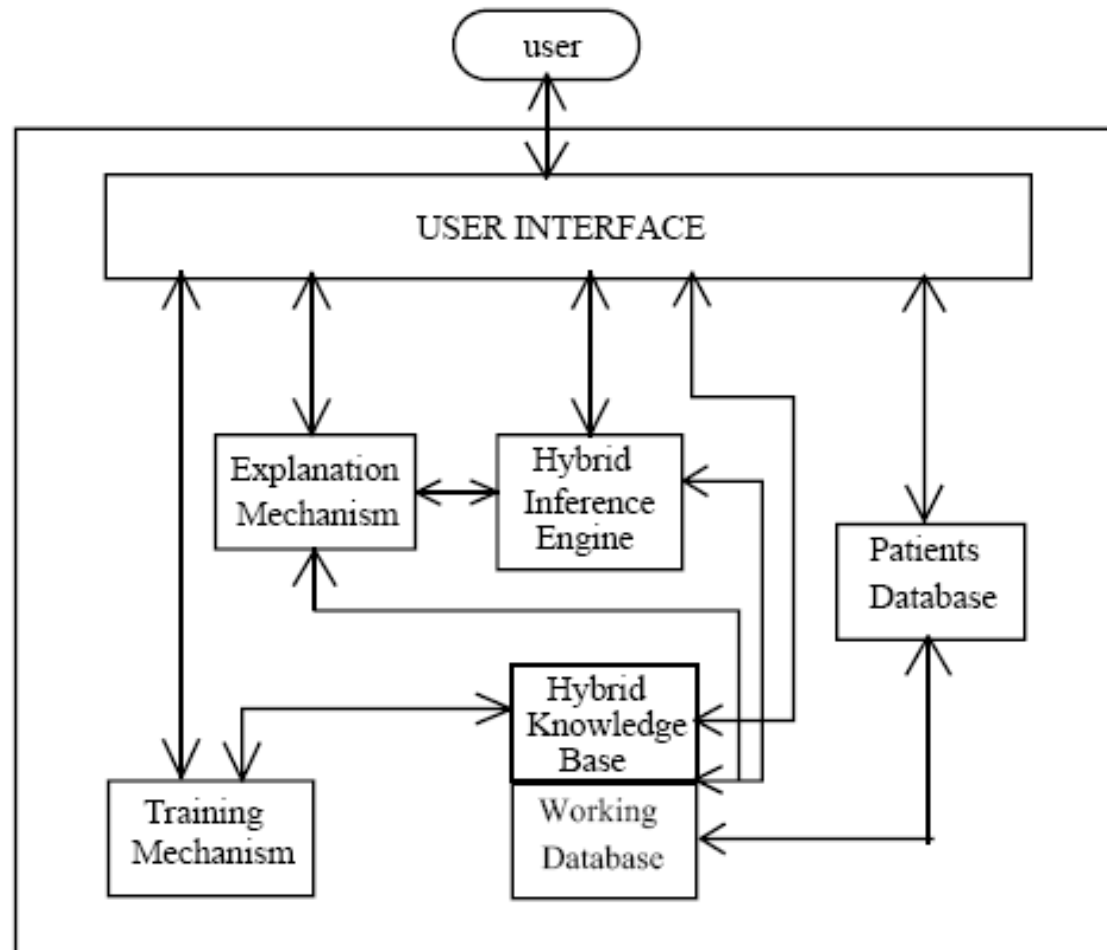 user
USER INTERFACE
Explanation
Mechanism
Hybrid
Inference
Engine
Patients
Database
Hybrid
Knowledge
Base
Working
Database
Training
Mechanism